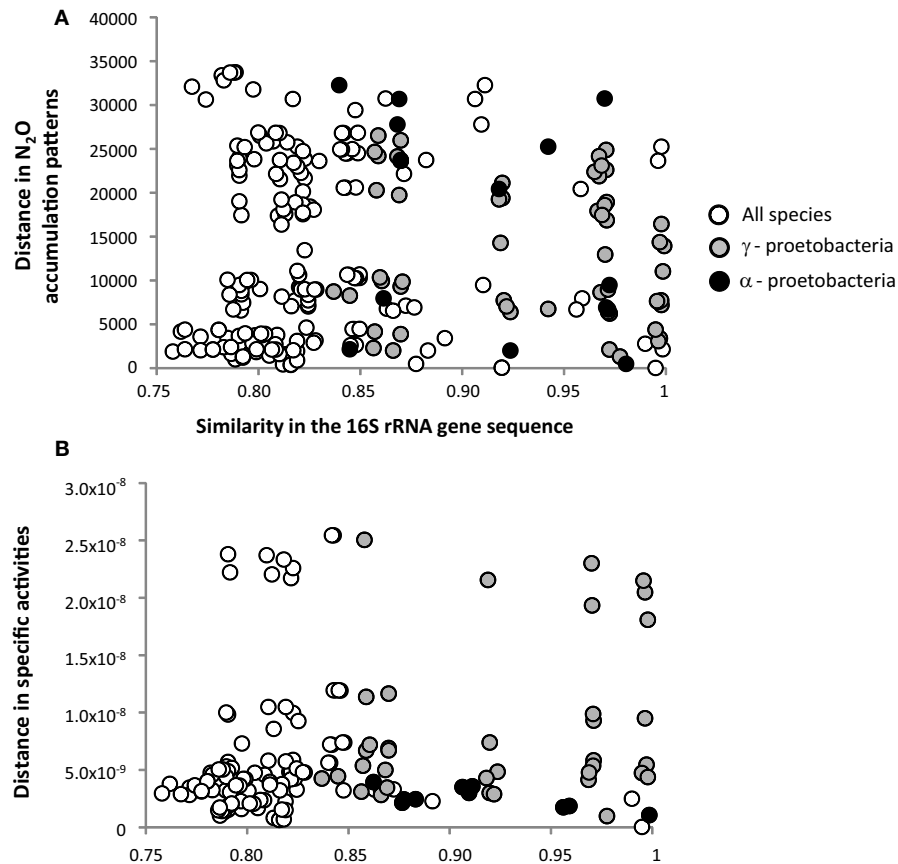 A
Distance in N₂O
accumulation patterns
40000
35000
30000
25000
20000
15000
10000
5000
0
0.75
0.80
0.85
0.90
0.95
1
Similarity in the 16S rRNA gene sequence
All species
γ - proetobacteria
α - proetobacteria
B
Distance in specific activities
3.0x10⁻⁸
2.5x10⁻⁸
2.0x10⁻⁸
1.5x10⁻⁸
1.0x10⁻⁸
5.0x10⁻⁹
0
0.75
0.80
0.85
0.90
0.95
1